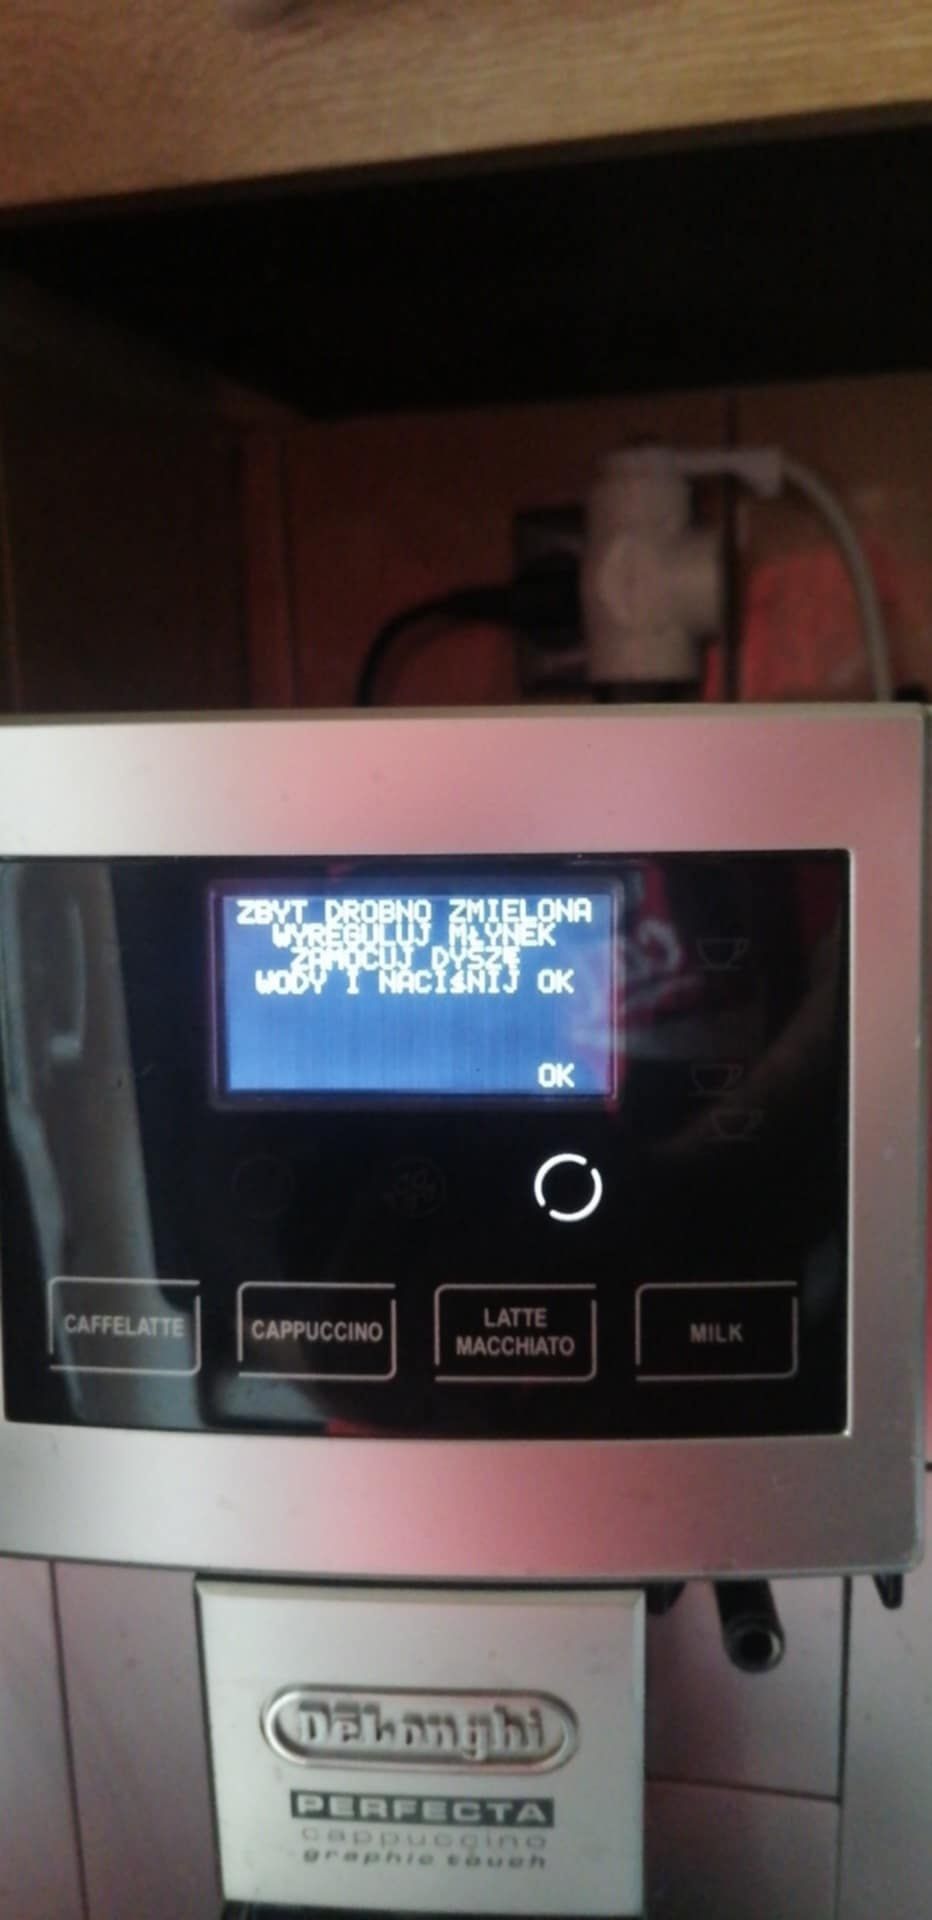 ZBYT DROBNO ZMIELONA
WYREGULUJ MŁYNEK
ZAMOCUJ DYSZĘ
WODY I NACIŚNIJ OK
OK
CAFFELATTE
CAPPUCCINO
LATTE
MACCHIATO
MILK
DeLonghi
PERFECTA
cappuccino
graphic touch